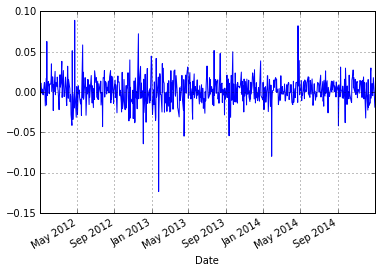 0.10
0.05
0.00
−0.05
−0.10
−0.15
May 2012
Sep 2012
Jan 2013
May 2013
Sep 2013
Jan 2014
May 2014
Sep 2014
Date